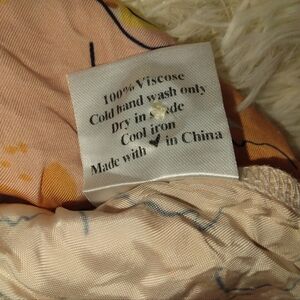 100% Viscose
Cold hand wash only
Dry in shade
Cool iron
Made with ♥ in China